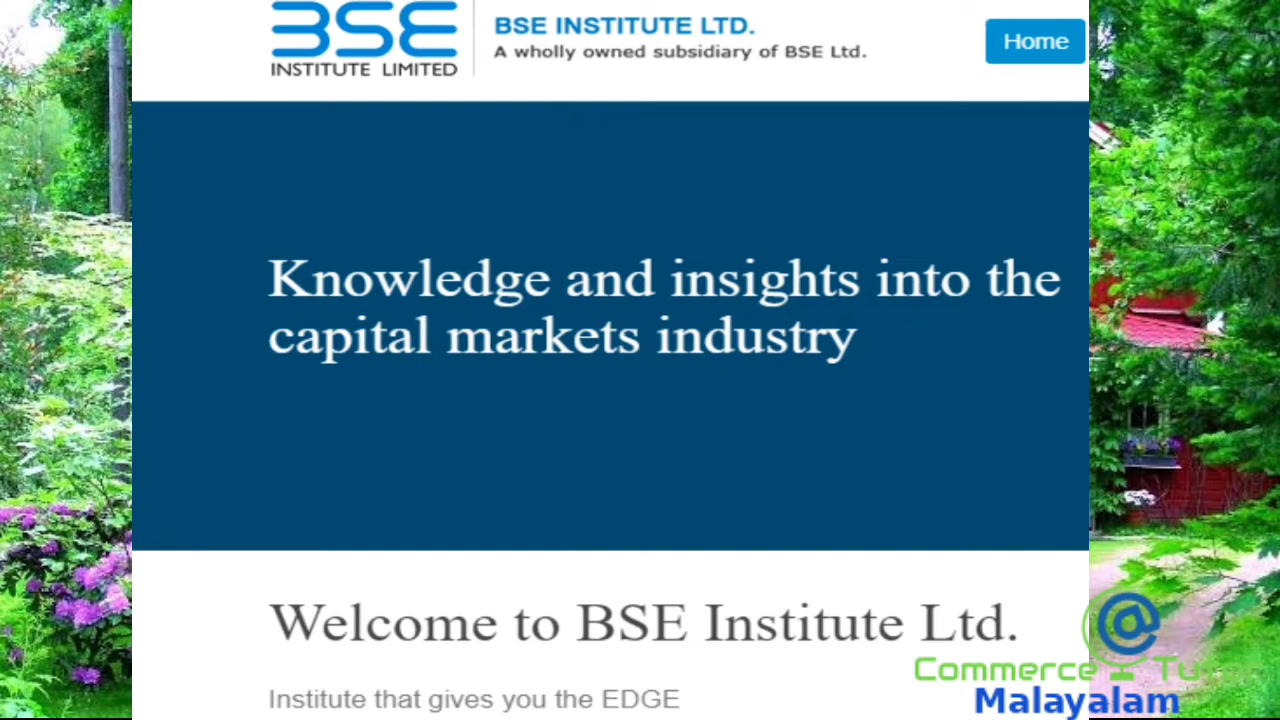 BSE
INSTITUTE LIMITED
BSE INSTITUTE LTD.
A wholly owned subsidiary of BSE Ltd.
Home
Knowledge and insights into the
capital markets industry
Welcome to BSE Institute Ltd.
Institute that gives you the EDGE
@
Commerce
Malayalam